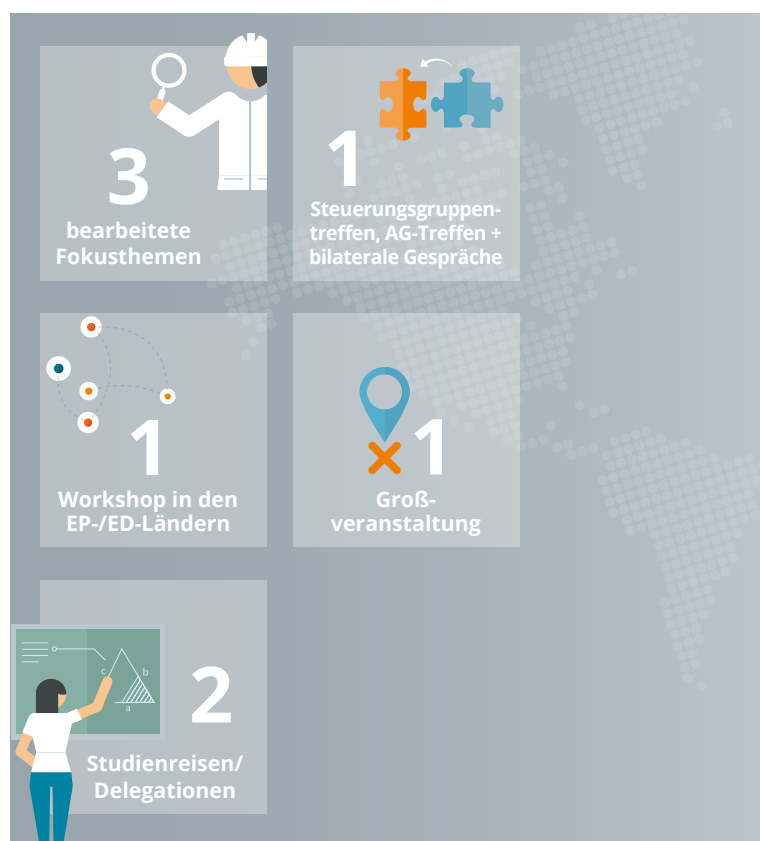 3
bearbeitete
Fokusthemen
1
Steuerungsgruppen-
treffen, AG-Treffen +
bilaterale Gespräche
1
Workshop in den
EP-/ED-Ländern
1
Groß-
veranstaltung
c
b
a
2
Studienreisen/
Delegationen